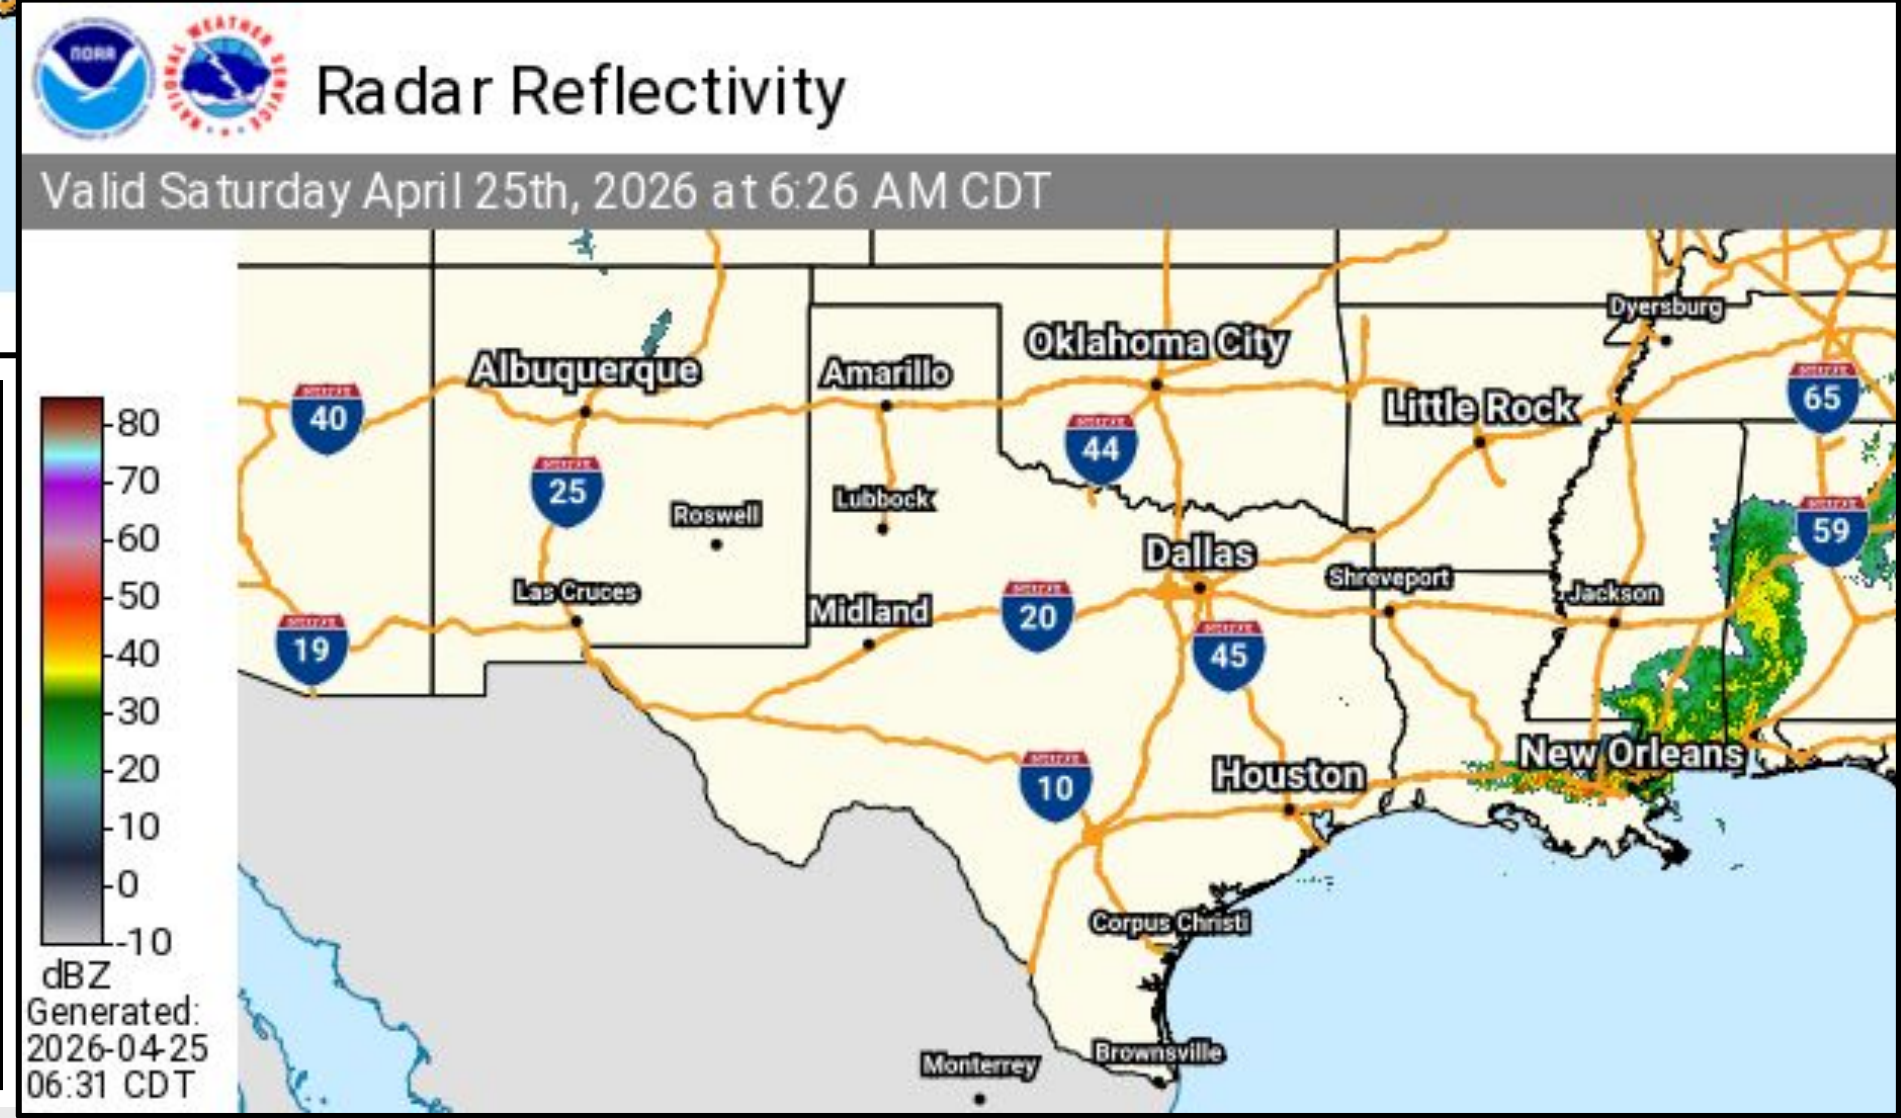 NOAA
NATIONAL WEATHER SERVICE
Radar Reflectivity
Valid Saturday April 25th, 2026 at 6:26 AM CDT
Dyersburg
Oklahoma City
Albuquerque
Amarillo
40
65
Little Rock
44
25
Lubbock
Roswell
59
Dallas
Shreveport
Las Cruces
Jackson
Midland
20
19
45
New Orleans
Houston
10
Corpus Christi
Brownsville
Monterrey
80
70
60
50
40
30
20
10
0
-10
dBZ
Generated:
2026-04-25
06:31 CDT